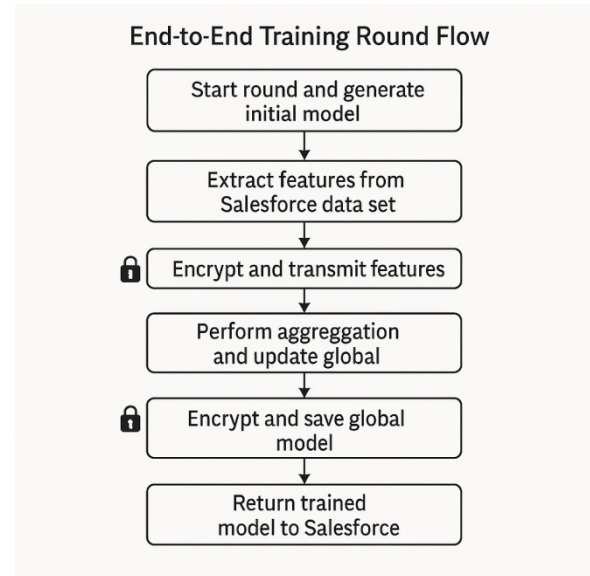 End-to-End Training Round Flow
Start round and generate
initial model
Extract features from
Salesforce data set
Encrypt and transmit features
Perform aggreggation
and update global
Encrypt and save global
model
Return trained
model to Salesforce